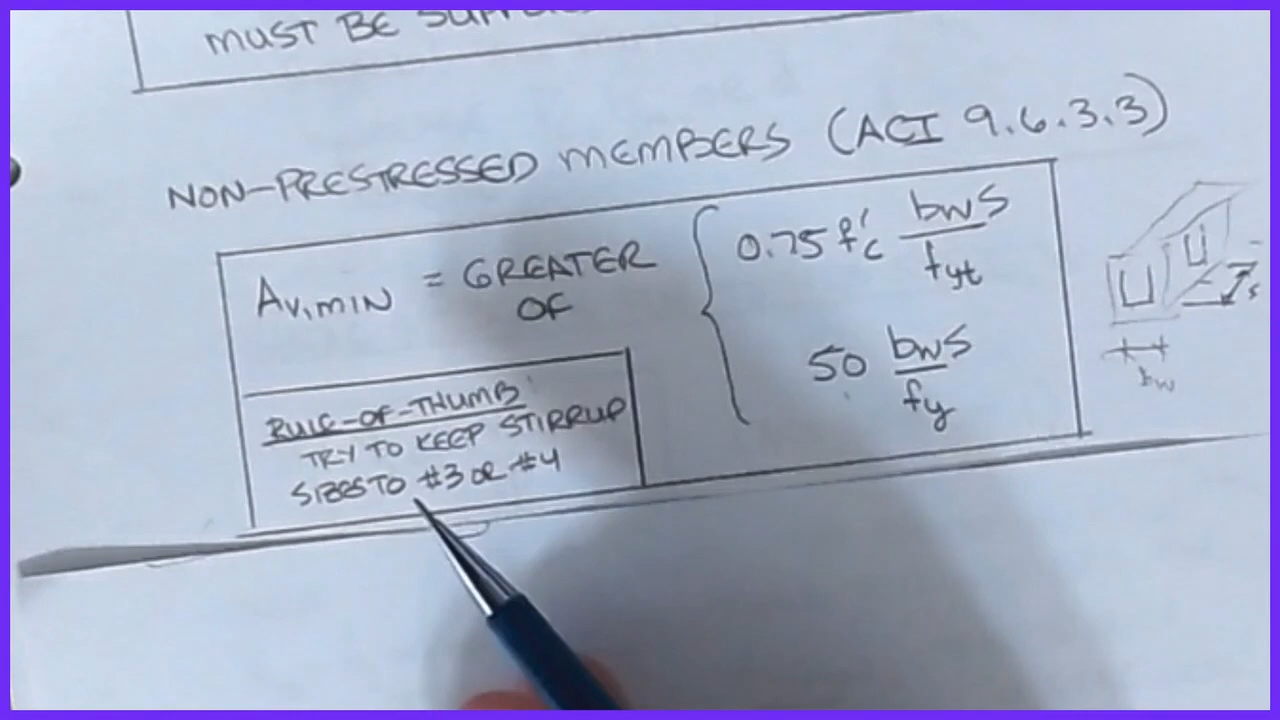 MUST BE
NON-PRESTRESSED MEMBERS (ACI 9.6.3.3)
Av,MIN = GREATER OF
0.75 f'c bws/fyt
50 bws/fy
RULE-OF-THUMB
TRY TO KEEP STIRRUP
SIZES TO #3 OR #4
s
bw